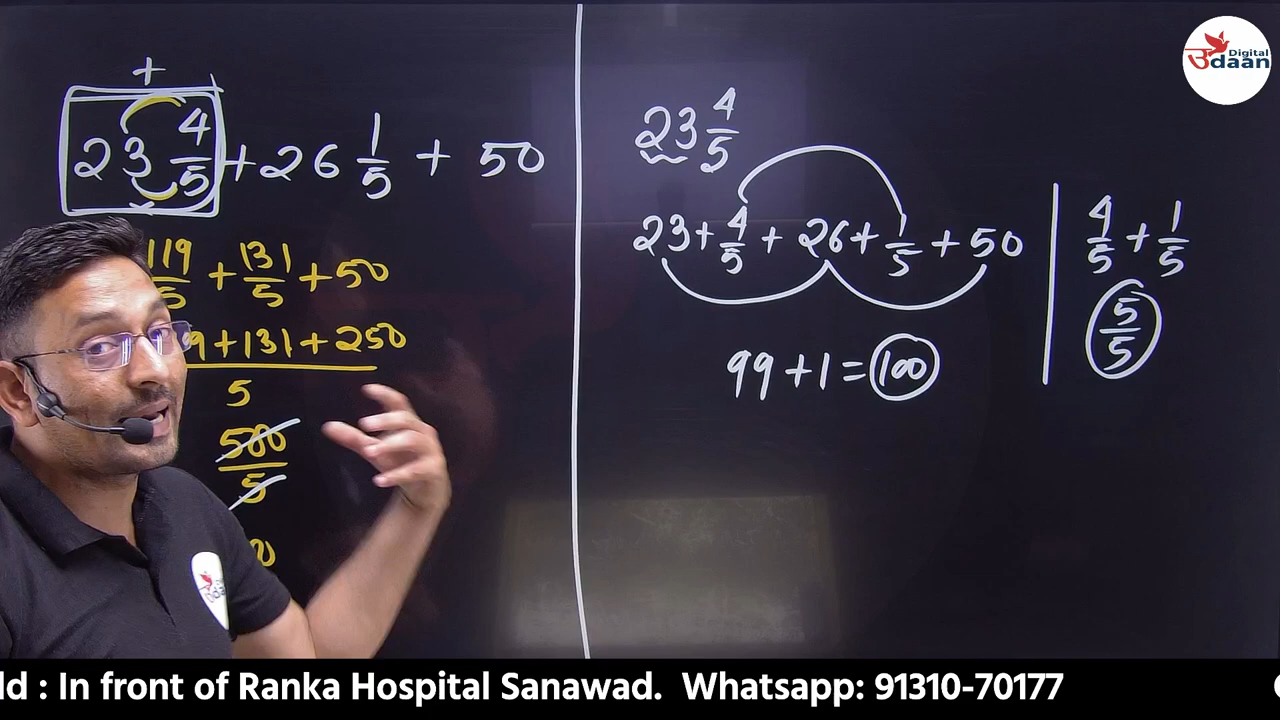 +
23 4/5 + 26 1/5 + 50
119/5 + 131/5 + 50
9 + 131 + 250
5
500/5
23 4/5
23 + 4/5 + 26 + 1/5 + 50
99 + 1 = 100
4/5 + 1/5
5/5
Digital
उdaan
ld : In front of Ranka Hospital Sanawad. Whatsapp: 91310-70177